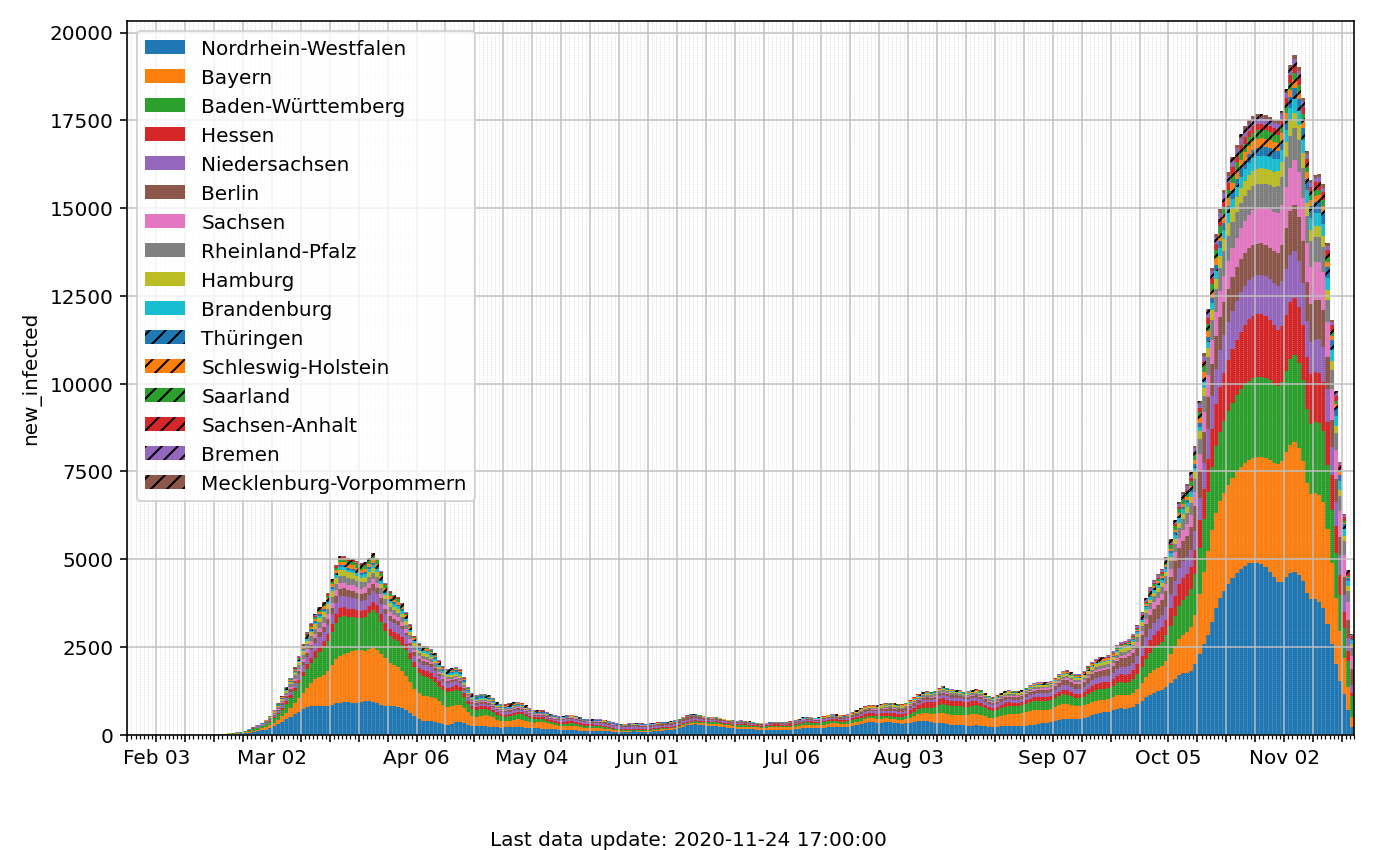 20000
17500
15000
12500
10000
7500
5000
2500
0
new_infected
Nordrhein-Westfalen
Bayern
Baden-Württemberg
Hessen
Niedersachsen
Berlin
Sachsen
Rheinland-Pfalz
Hamburg
Brandenburg
Thüringen
Schleswig-Holstein
Saarland
Sachsen-Anhalt
Bremen
Mecklenburg-Vorpommern
Feb 03 Mar 02 Apr 06 May 04 Jun 01 Jul 06 Aug 03 Sep 07 Oct 05 Nov 02
Last data update: 2020-11-24 17:00:00